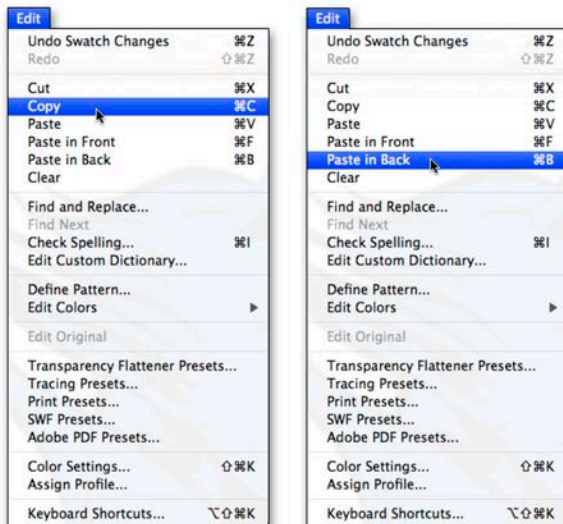 Edit
Undo Swatch Changes ⌘Z
Redo ⇧⌘Z
Cut ⌘X
Copy ⌘C
Paste ⌘V
Paste in Front ⌘F
Paste in Back ⌘B
Clear
Find and Replace...
Find Next
Check Spelling... ⌘I
Edit Custom Dictionary...
Define Pattern...
Edit Colors
Edit Original
Transparency Flattener Presets...
Tracing Presets...
Print Presets...
SWF Presets...
Adobe PDF Presets...
Color Settings... ⇧⌘K
Assign Profile...
Keyboard Shortcuts... ⌥⇧⌘K
Edit
Undo Swatch Changes ⌘Z
Redo ⇧⌘Z
Cut ⌘X
Copy ⌘C
Paste ⌘V
Paste in Front ⌘F
Paste in Back ⌘B
Clear
Find and Replace...
Find Next
Check Spelling... ⌘I
Edit Custom Dictionary...
Define Pattern...
Edit Colors
Edit Original
Transparency Flattener Presets...
Tracing Presets...
Print Presets...
SWF Presets...
Adobe PDF Presets...
Color Settings... ⇧⌘K
Assign Profile...
Keyboard Shortcuts... ⌥⇧⌘K